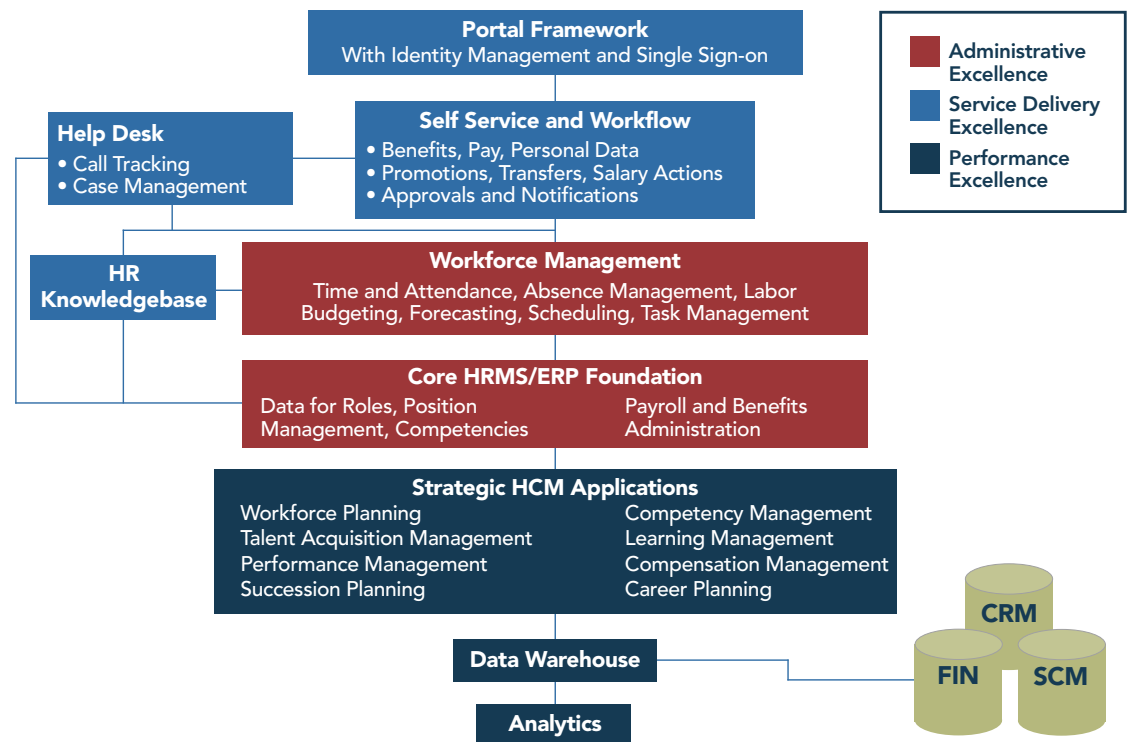 Portal Framework
With Identity Management and Single Sign-on
Administrative
Excellence
Service Delivery
Excellence
Performance
Excellence
Help Desk
• Call Tracking
• Case Management
Self Service and Workflow
• Benefits, Pay, Personal Data
• Promotions, Transfers, Salary Actions
• Approvals and Notifications
HR
Knowledgebase
Workforce Management
Time and Attendance, Absence Management, Labor
Budgeting, Forecasting, Scheduling, Task Management
Core HRMS/ERP Foundation
Data for Roles, Position
Management, Competencies
Payroll and Benefits
Administration
Strategic HCM Applications
Workforce Planning
Talent Acquisition Management
Performance Management
Succession Planning
Competency Management
Learning Management
Compensation Management
Career Planning
Data Warehouse
Analytics
CRM
FIN
SCM